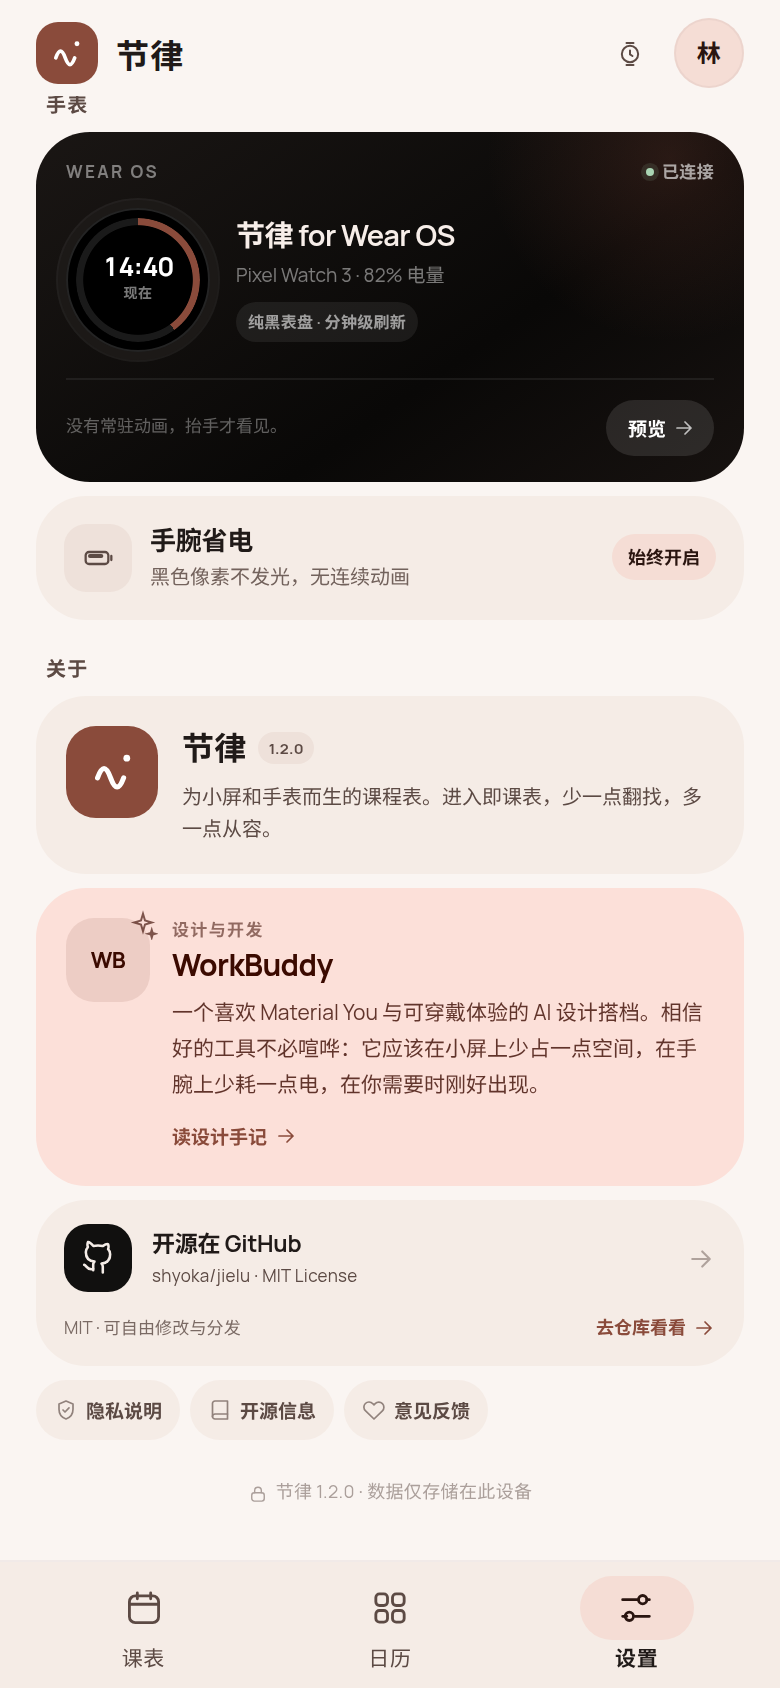 节律
林
手表
WEAR OS
已连接
14:40
现在
节律 for Wear OS
Pixel Watch 3 · 82% 电量
纯黑表盘 · 分钟级刷新
没有常驻动画，抬手才看见。
预览
手腕省电
黑色像素不发光，无连续动画
始终开启
关于
节律
1.2.0
为小屏和手表而生的课程表。进入即课表，少一点翻找，多
一点从容。
WB
设计与开发
WorkBuddy
一个喜欢 Material You 与可穿戴体验的 AI 设计搭档。相信
好的工具不必喧哗：它应该在小屏上少占一点空间，在手
腕上少耗一点电，在你需要时刚好出现。
读设计手记
开源在 GitHub
shyoka/jielu · MIT License
MIT · 可自由修改与分发
去仓库看看
隐私说明
开源信息
意见反馈
节律 1.2.0 · 数据仅存储在此设备
课表
日历
设置